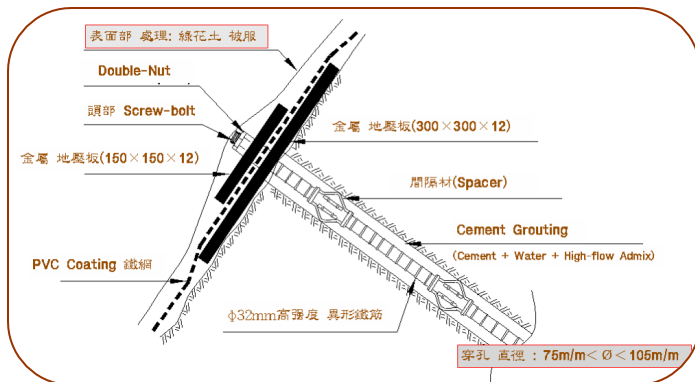 表面部 處理: 綠花土 被服
Double-Nut
頭部 Screw-bolt
金屬 地壓板(300×300×12)
金屬 地壓板(150×150×12)
間隔材(Spacer)
Cement Grouting
(Cement + Water + High-flow Admix)
PVC Coating 鐵網
φ32mm高强度 異形鐵筋
穿孔 直徑 : 75m/m< Ø < 105m/m